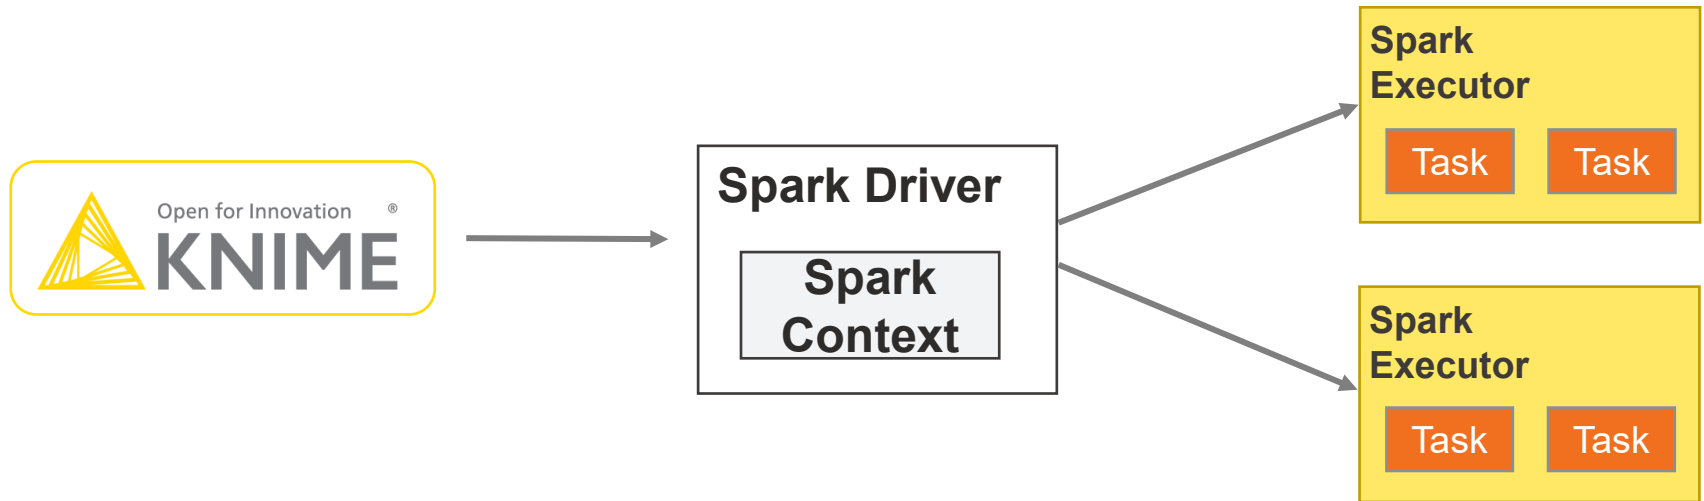 Open for Innovation ®
KNIME
Spark Driver
Spark
Context
Spark
Executor
Task Task
Spark
Executor
Task Task